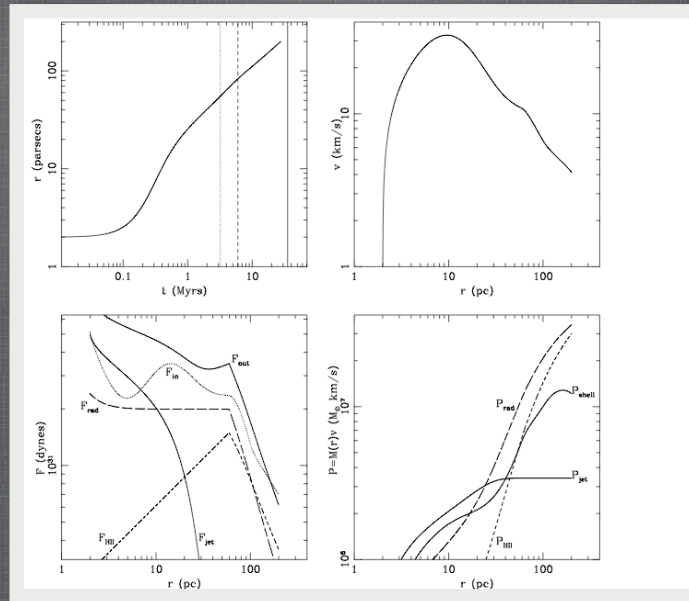 r (parsecs)
1
10
100
0.1
1
10
t (Myrs)
v (km/s)
1
10
1
10
100
r (pc)
F (dynes)
10³¹
F_out
F_in
F_rad
F_HII
F_jet
1
10
100
r (pc)
P=M(r)v (M⊙ km/s)
10⁶
10⁷
P_rad
P_shell
P_jet
P_HII
1
10
100
r (pc)